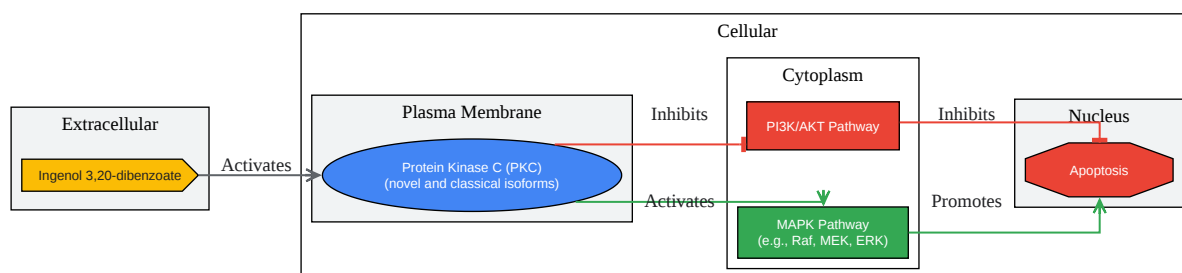 Cellular
Extracellular
Ingenol 3,20-dibenzoate
Activates
Plasma Membrane
Protein Kinase C (PKC)
(novel and classical isoforms)
Inhibits
Activates
Cytoplasm
PI3K/AKT Pathway
MAPK Pathway
(e.g., Raf, MEK, ERK)
Inhibits
Promotes
Nucleus
Apoptosis